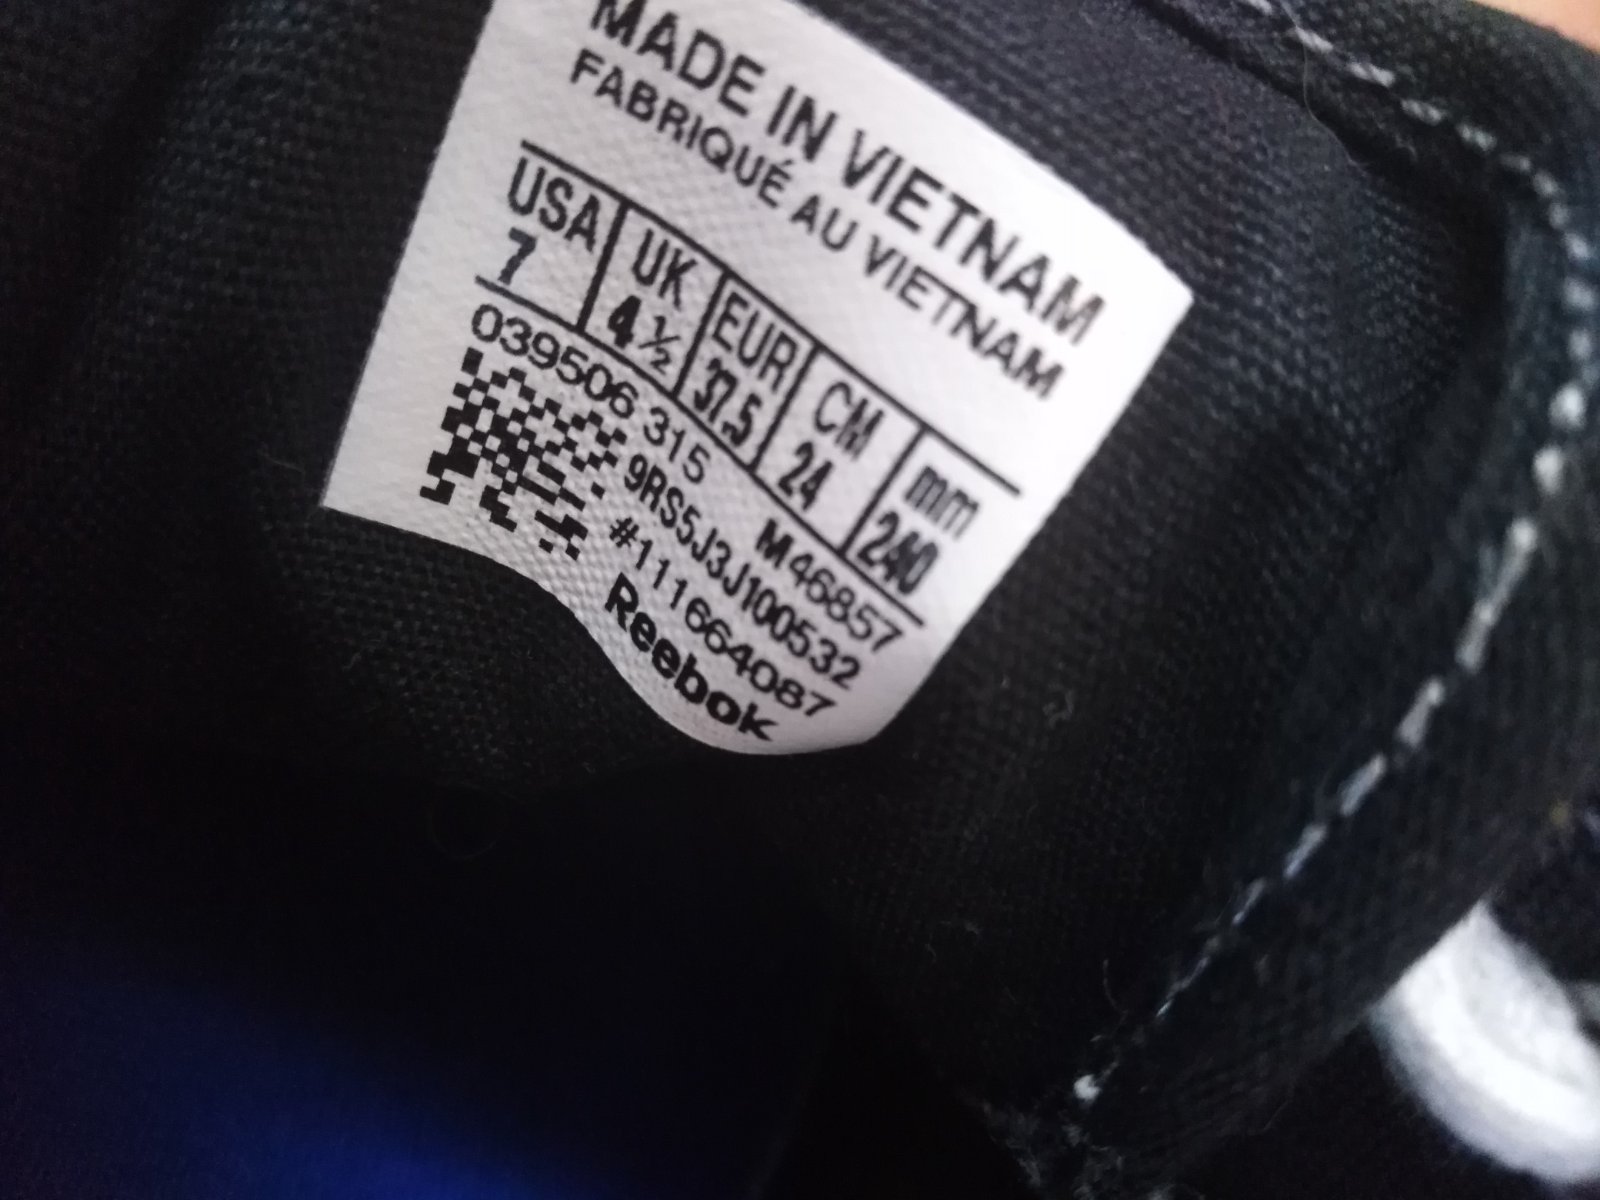 MADE IN VIETNAM
FABRIQUÉ AU VIETNAM
USA UK EUR CM mm
7 4 ½ 37.5 24 240
039506 315 M46857
9RS5J3J100532
#111664087
Reebok